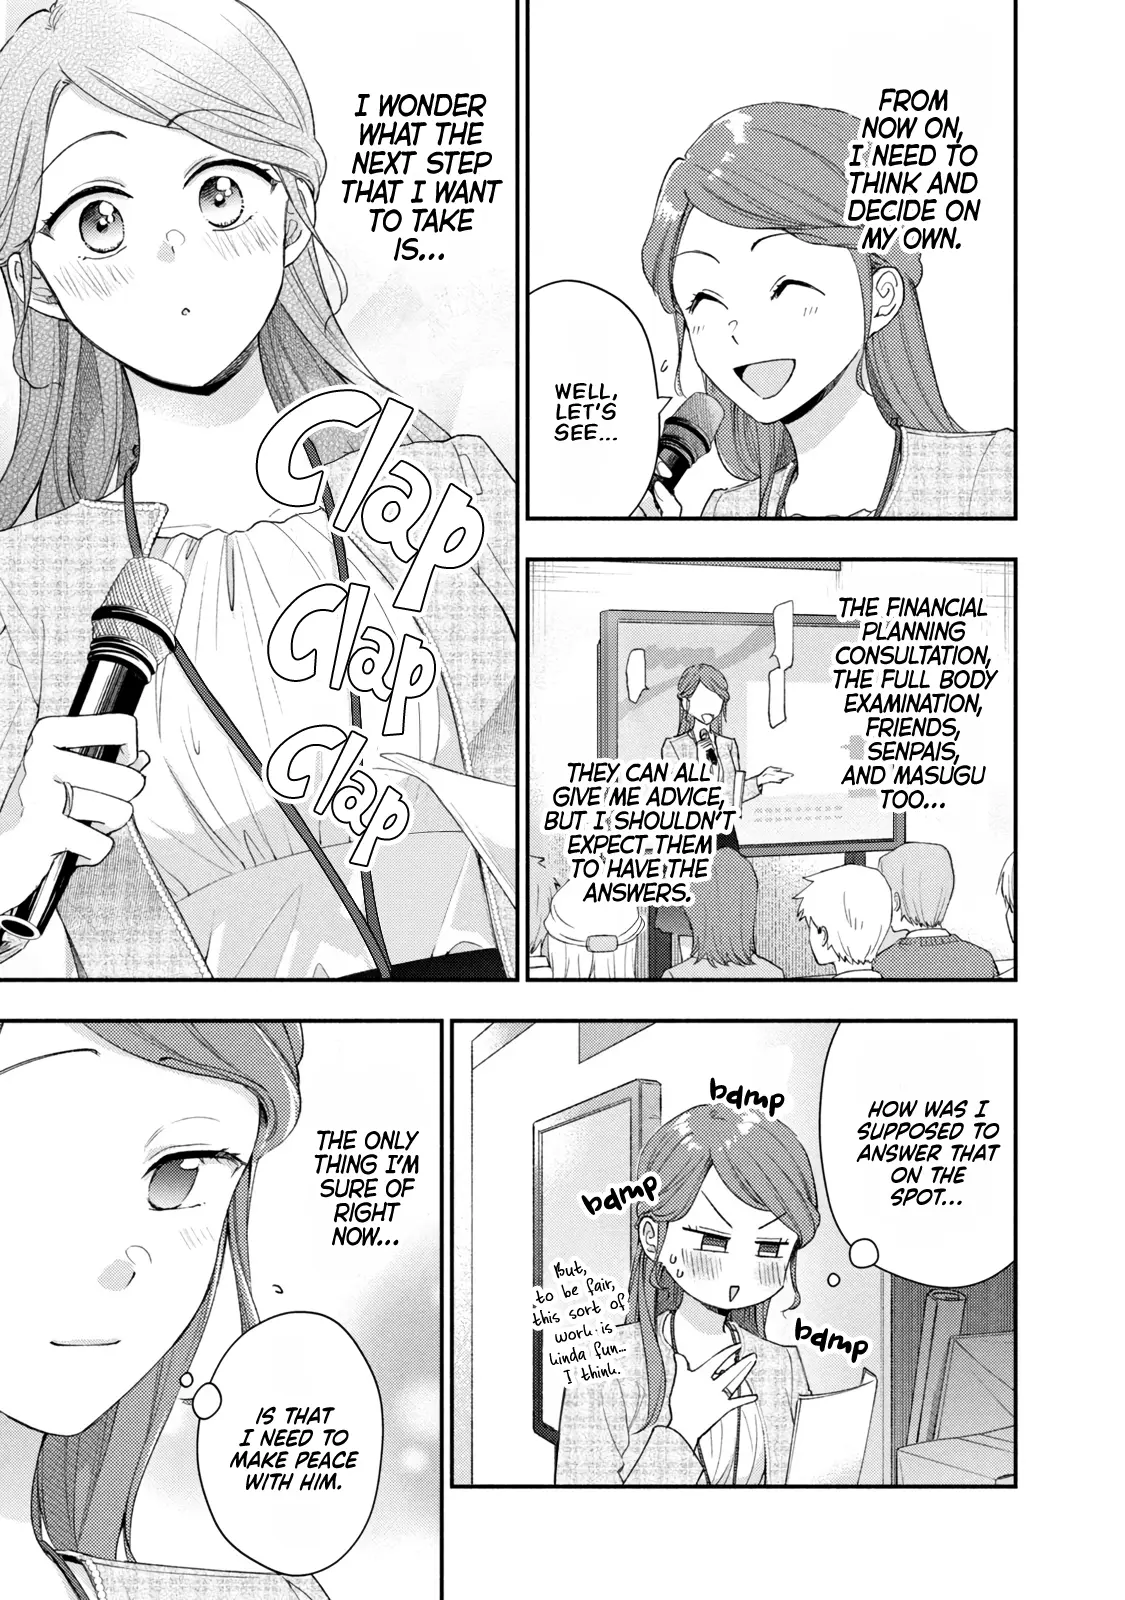 FROM
NOW ON,
I NEED TO
THINK AND
DECIDE ON
MY OWN.
WELL,
LET'S
SEE...
THE FINANCIAL
PLANNING
CONSULTATION,
THE FULL BODY
EXAMINATION,
FRIENDS,
SENPAIS,
AND MASUGU
TOO...
THEY CAN ALL
GIVE ME ADVICE,
BUT I SHOULDN'T
EXPECT THEM
TO HAVE THE
ANSWERS.
I WONDER
WHAT THE
NEXT STEP
THAT I WANT
TO TAKE
IS...
Clap
Clap
Clap
HOW WAS I
SUPPOSED TO
ANSWER THAT
ON THE
SPOT...
bdmp
bdmp
bdmp
But,
to be fair,
this sort of
work is
kinda fun...
I think.
THE ONLY
THING I'M
SURE OF
RIGHT
NOW...
IS THAT
I NEED TO
MAKE PEACE
WITH HIM.